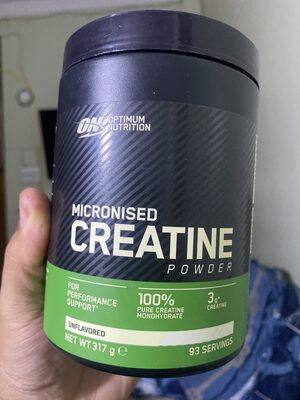 ON OPTIMUM
NUTRITION
MICRONISED
CREATINE
POWDER
FOR
PERFORMANCE
SUPPORT*
100%
PURE CREATINE
MONOHYDRATE
3g*
CREATINE
UNFLAVORED
NET WT 317 g ℮
93 SERVINGS